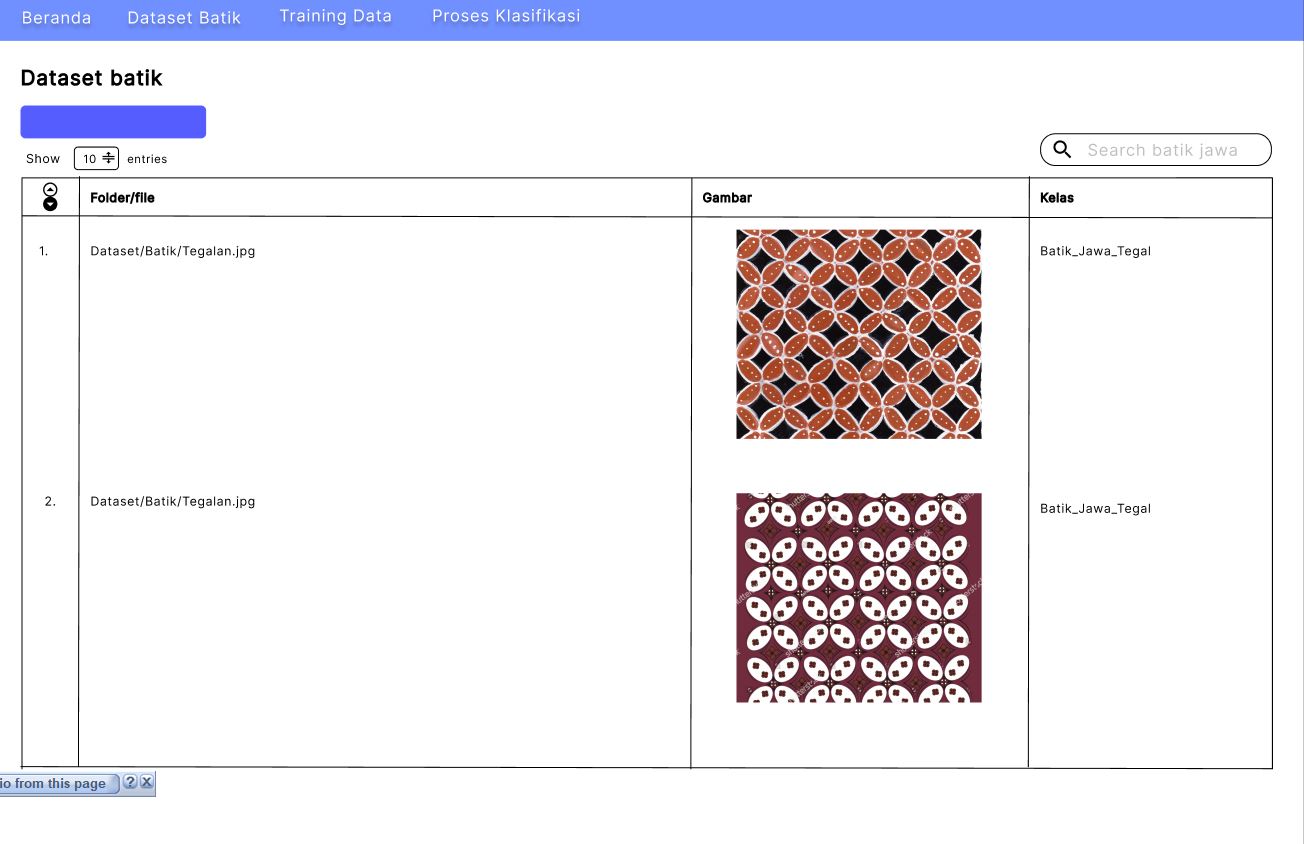 Beranda Dataset Batik Training Data Proses Klasifikasi
Dataset batik
Show 10 entries
Search batik jawa
Folder/file Gambar Kelas
1. Dataset/Batik/Tegalan.jpg Batik_Jawa_Tegal
2. Dataset/Batik/Tegalan.jpg Batik_Jawa_Tegal
from this page ? X